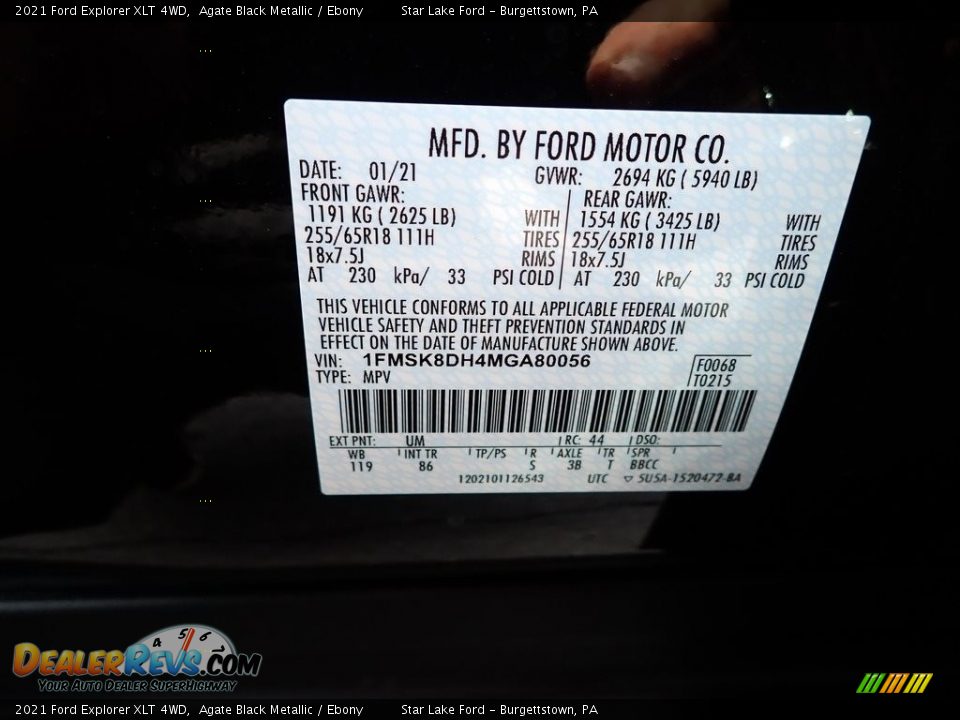 2021 Ford Explorer XLT 4WD, Agate Black Metallic / Ebony Star Lake Ford - Burgettstown, PA
...
...
...
...
MFD. BY FORD MOTOR CO.
DATE: 01/21 GVWR: 2694 KG ( 5940 LB)
FRONT GAWR: REAR GAWR:
1191 KG ( 2625 LB) WITH 1554 KG ( 3425 LB) WITH
255/65R18 111H TIRES 255/65R18 111H TIRES
18x7.5J RIMS 18x7.5J RIMS
AT 230 kPa/ 33 PSI COLD AT 230 kPa/ 33 PSI COLD
THIS VEHICLE CONFORMS TO ALL APPLICABLE FEDERAL MOTOR
VEHICLE SAFETY AND THEFT PREVENTION STANDARDS IN
EFFECT ON THE DATE OF MANUFACTURE SHOWN ABOVE.
VIN: 1FMSK8DH4MGA80056 F0068
TYPE: MPV T0215
EXT PNT: UM RC: 44 DSO:
WB INT TR TP/PS R AXLE TR SPR
119 86 S 3B T BBCC
1202101126543 UTC ▽ 5U5A-1520472-BA
4 5 6
DEALERREVS.COM
YOUR AUTO DEALER SUPERHIGHWAY
2021 Ford Explorer XLT 4WD, Agate Black Metallic / Ebony Star Lake Ford - Burgettstown, PA